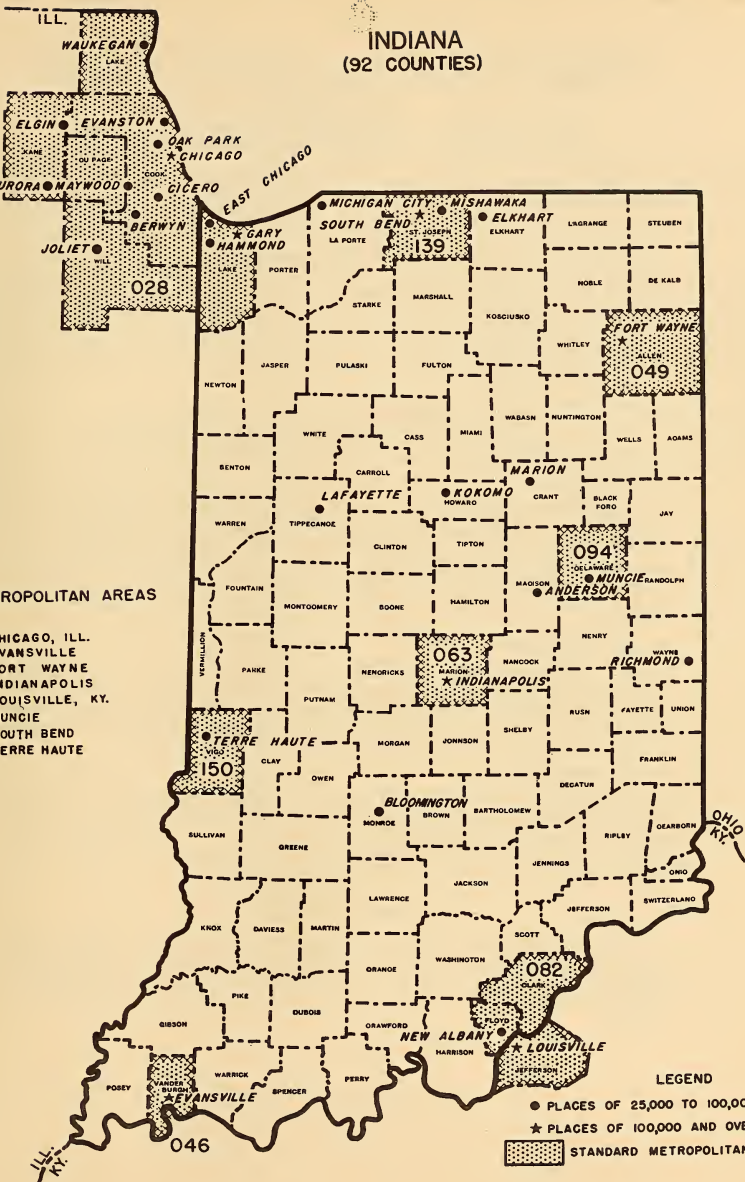 INDIANA
(92 COUNTIES)
ILL.
WAUKEGAN
LAKE
ELGIN
EVANSTON
OAK PARK
CHICAGO
KANE
DU PAGE
COOK
URORA
MAYWOOD
CICERO
BERWYN
JOLIET
WILL
028
EAST CHICAGO
GARY
HAMMOND
LAKE
PORTER
MICHIGAN CITY
MISHAWAKA
SOUTH BEND
ELKHART
LA PORTE
ST. JOSEPH
139
ELKHART
LAGRANGE
STEUBEN
STARKE
MARSHALL
KOSCIUSKO
NOBLE
DE KALB
FORT WAYNE
WHITLEY
ALLEN
049
NEWTON
JASPER
PULASKI
FULTON
WHITE
CASS
MIAMI
WABASH
HUNTINGTON
WELLS
ADAMS
BENTON
CARROLL
MARION
LAFAYETTE
KOKOMO
HOWARD
GRANT
BLACK
FORD
JAY
WARREN
TIPPECANOE
CLINTON
TIPTON
094
DELAWARE
MUNCIE
RANDOLPH
MADISON
ANDERSON
FOUNTAIN
MONTGOMERY
BOONE
HAMILTON
VERMILLION
HENRY
WAYNE
RICHMOND
ROPOLITAN AREAS
HICAGO, ILL.
VANSVILLE
ORT WAYNE
NDIANAPOLIS
OUISVILLE, KY.
UNCIE
OUTH BEND
ERRE HAUTE
PARKE
HENDRICKS
063
MARION
INDIANAPOLIS
HANCOCK
PUTNAM
RUSH
FAYETTE
UNION
TERRE HAUTE
VIGO
150
CLAY
OWEN
MORGAN
JOHNSON
SHELBY
FRANKLIN
DECATUR
BLOOMINGTON
MONROE
BROWN
BARTHOLOMEW
SULLIVAN
GREENE
RIPLEY
DEARBORN
OHIO
KY.
JENNINGS
OHIO
JACKSON
LAWRENCE
SWITZERLAND
JEFFERSON
KNOX
DAVIESS
MARTIN
SCOTT
WASHINGTON
ORANGE
082
CLARK
PIKE
DUBOIS
GIBSON
CRAWFORD
FLOYD
NEW ALBANY
HARRISON
LOUISVILLE
JEFFERSON
POSEY
VANDER
BURGH
EVANSVILLE
WARRICK
SPENCER
PERRY
046
ILL.
KY.
LEGEND
PLACES OF 25,000 TO 100,00
PLACES OF 100,000 AND OVE
STANDARD METROPOLITAN